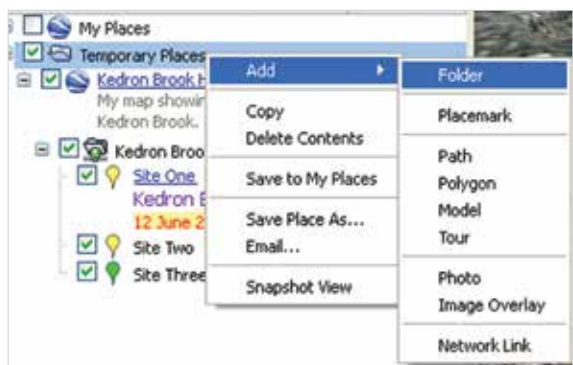 My Places
Temporary Places
Kedron Brook H
My map showin
Kedron Brook.
Kedron Broo
Site One
Kedron B
12 June 2
Site Two
Site Three
Add
Copy
Delete Contents
Save to My Places
Save Place As...
Email...
Snapshot View
Folder
Placemark
Path
Polygon
Model
Tour
Photo
Image Overlay
Network Link